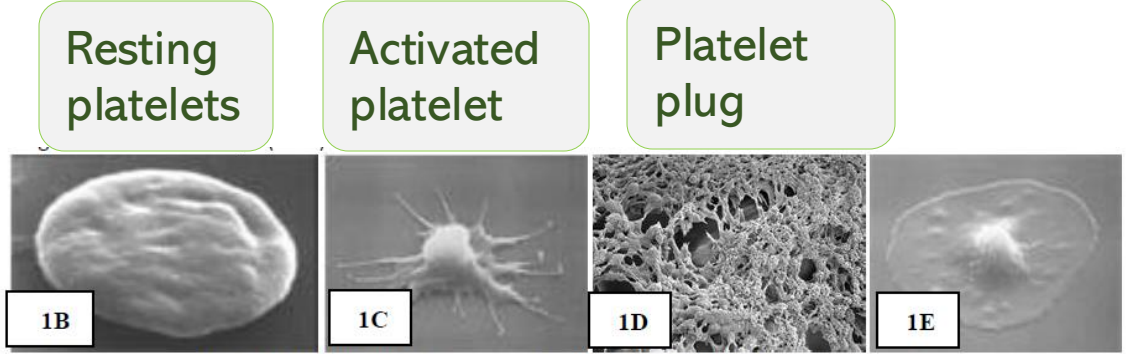 Resting
platelets
Activated
platelet
Platelet
plug
1B
1C
1D
1E